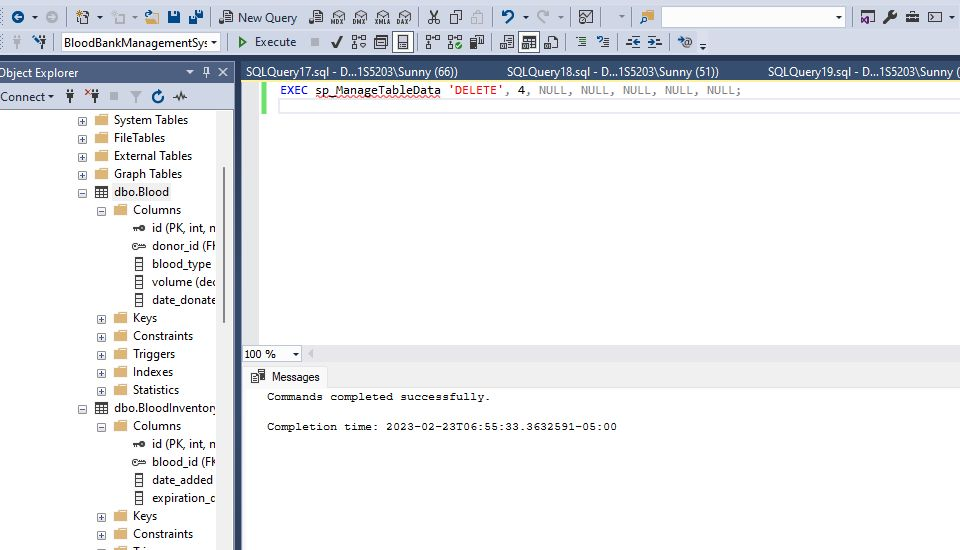 New Query
MDX
DMX
XMLA
DAX
BloodBankManagementSys
Execute
Object Explorer
Connect
System Tables
FileTables
External Tables
Graph Tables
dbo.Blood
Columns
id (PK, int, n
donor_id (FK
blood_type
volume (dec
date_donate
Keys
Constraints
Triggers
Indexes
Statistics
dbo.BloodInventory
Columns
id (PK, int, n
blood_id (FK
date_added
expiration_d
Keys
Constraints
SQLQuery17.sql - D...1S5203\Sunny (66)) SQLQuery18.sql - D...1S5203\Sunny (51)) SQLQuery19.sql - D...1S5203\Sunny (
EXEC sp_ManageTableData 'DELETE', 4, NULL, NULL, NULL, NULL, NULL;
100 %
Messages
Commands completed successfully.
Completion time: 2023-02-23T06:55:33.3632591-05:00